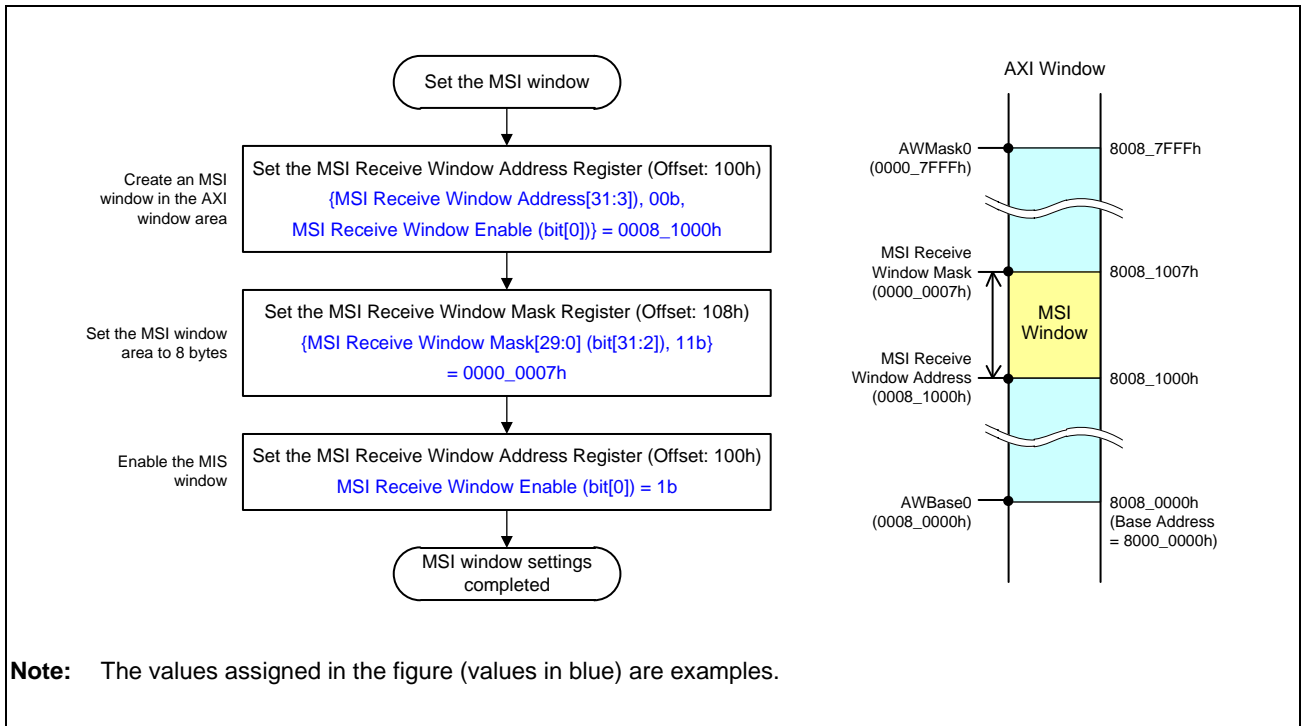 Set the MSI window
Create an MSI
window in the AXI
window area
Set the MSI Receive Window Address Register (Offset: 100h)
{MSI Receive Window Address[31:3]), 00b,
MSI Receive Window Enable (bit[0])} = 0008_1000h
Set the MSI window
area to 8 bytes
Set the MSI Receive Window Mask Register (Offset: 108h)
{MSI Receive Window Mask[29:0] (bit[31:2]), 11b}
= 0000_0007h
Enable the MIS
window
Set the MSI Receive Window Address Register (Offset: 100h)
MSI Receive Window Enable (bit[0]) = 1b
MSI window settings
completed
AXI Window
AWMask0
(0000_7FFFh)
8008_7FFFh
MSI Receive
Window Mask
(0000_0007h)
8008_1007h
MSI
Window
MSI Receive
Window Address
(0008_1000h)
8008_1000h
AWBase0
(0008_0000h)
8008_0000h
(Base Address
= 8000_0000h)
Note: The values assigned in the figure (values in blue) are examples.